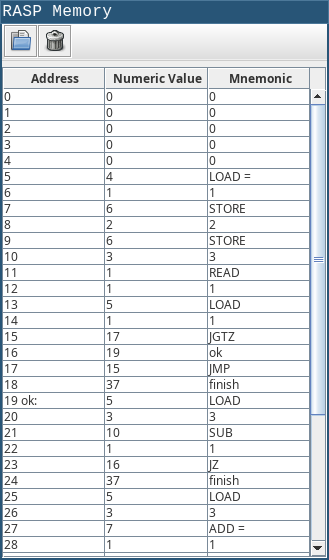 RASP Memory
Address Numeric Value Mnemonic
0 0 0
1 0 0
2 0 0
3 0 0
4 0 0
5 4 LOAD =
6 1 1
7 6 STORE
8 2 2
9 6 STORE
10 3 3
11 1 READ
12 1 1
13 5 LOAD
14 1 1
15 17 JGTZ
16 19 ok
17 15 JMP
18 37 finish
19 ok: 5 LOAD
20 3 3
21 10 SUB
22 1 1
23 16 JZ
24 37 finish
25 5 LOAD
26 3 3
27 7 ADD =
28 1 1